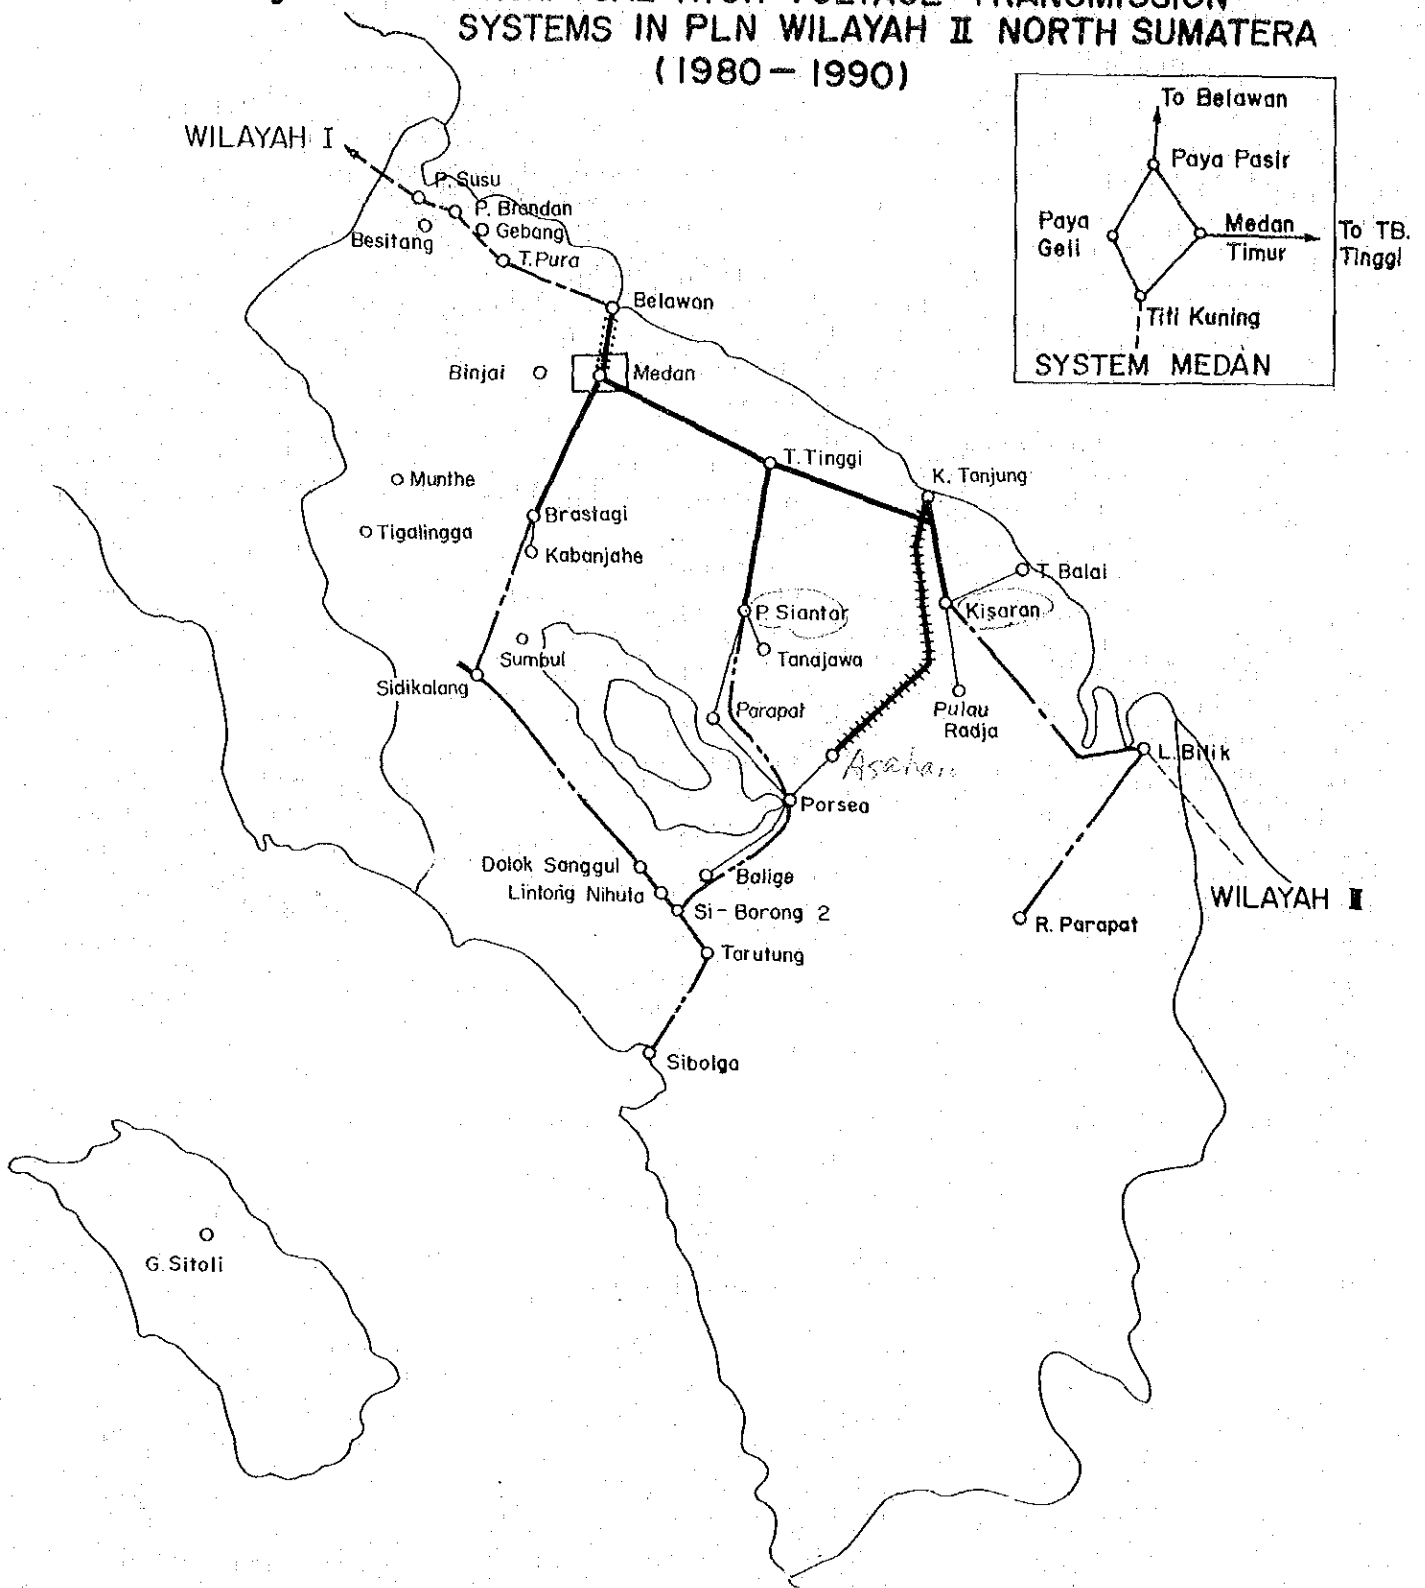 SYSTEMS IN PLN WILAYAH II NORTH SUMATERA
(1980 - 1990)
To Belawan
Paya Pasir
Paya
Geli
Medan
Timur
To TB.
Tinggi
Titi Kuning
SYSTEM MEDAN
WILAYAH I
P. Susu
P. Brandan
Gebang
Besitang
T. Pura
Belawan
Binjai
Medan
T. Tinggi
K. Tanjung
Munthe
Brastagi
Tigalingga
Kabanjahe
T. Balai
P. Siantar
Kisaran
Sumbul
Tanajawa
Sidikalang
Parapat
Pulau
Radja
L. Bilik
Asahan
Porsea
Dolok Sanggul
Balige
Lintong Nihuta
WILAYAH III
Si-Borong 2
R. Parapat
Tarutung
Sibolga
G. Sitoli